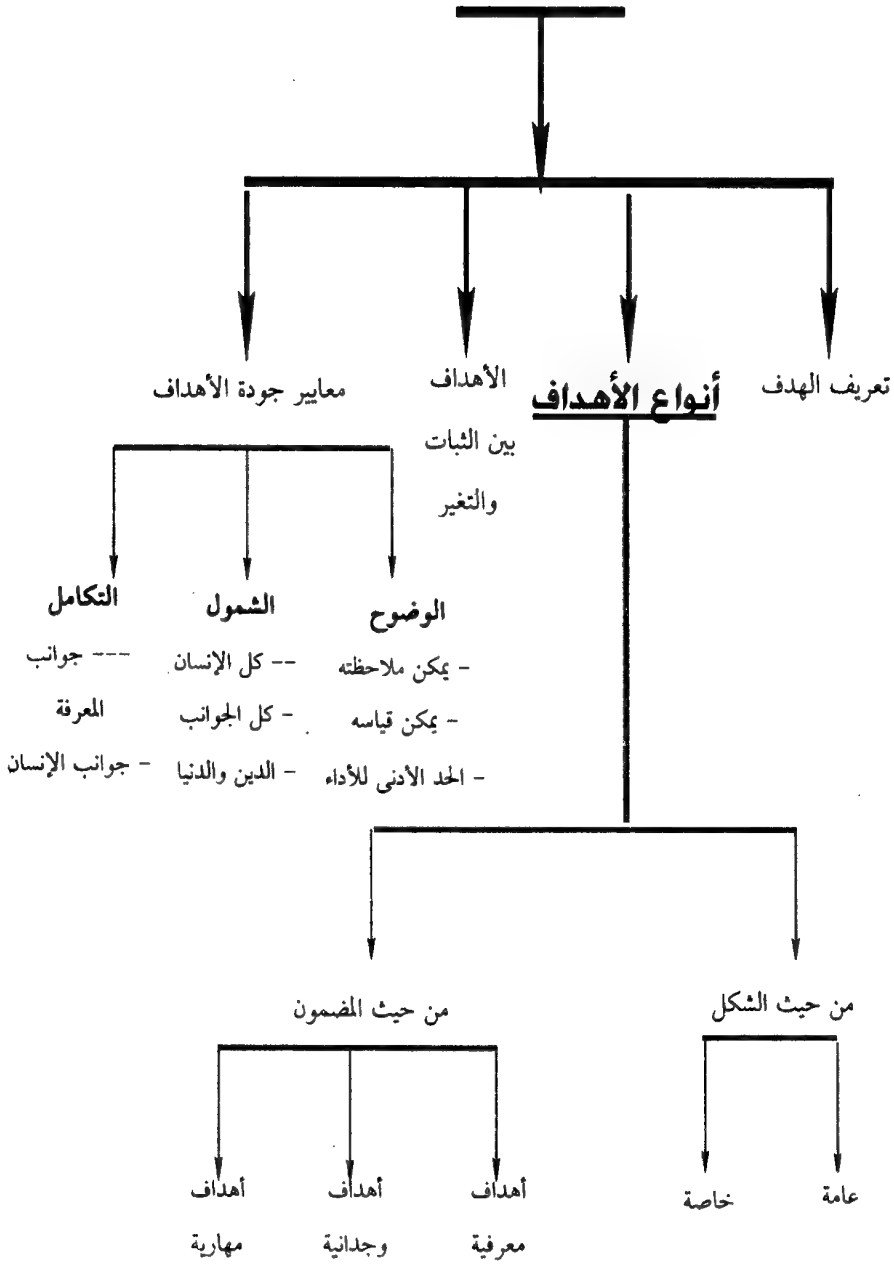 تعريف الهدف
أنواع الأهداف
الأهداف
بين الثبات
والتغير
معايير جودة الأهداف
الوضوح
- يمكن ملاحظته
- يمكن قياسه
- الحد الأدنى للأداء
الشمول
-- كل الإنسان
- كل الجوانب
- الدين والدنيا
التكامل
--- جوانب
المعرفة
- جوانب الإنسان
من حيث الشكل
عامة
خاصة
من حيث المضمون
أهداف
معرفية
أهداف
وجدانية
أهداف
مهارية